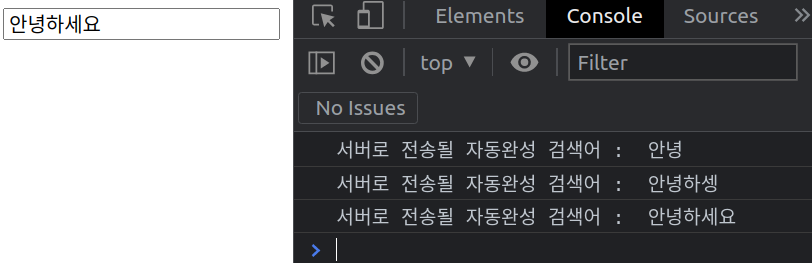 안녕하세요
Elements Console Sources
top ▼ Filter
No Issues
서버로 전송될 자동완성 검색어 : 안녕
서버로 전송될 자동완성 검색어 : 안녕하셍
서버로 전송될 자동완성 검색어 : 안녕하세요